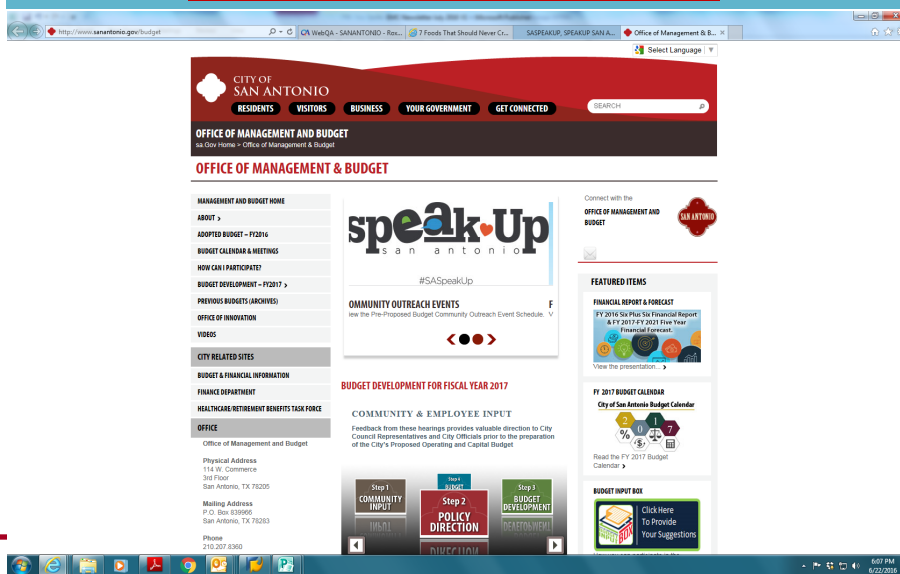 http://www.sanantonio.gov/budget
WebQA - SANANTONIO - Rox...
7 Foods That Should Never Cr...
SASPEAKUP, SPEAKUP SAN A...
Office of Management & B...
Select Language
CITY OF
SAN ANTONIO
RESIDENTS VISITORS BUSINESS YOUR GOVERNMENT GET CONNECTED
SEARCH
OFFICE OF MANAGEMENT AND BUDGET
sa.Gov Home > Office of Management & Budget
OFFICE OF MANAGEMENT & BUDGET
MANAGEMENT AND BUDGET HOME
ABOUT >
ADOPTED BUDGET – FY2016
BUDGET CALENDAR & MEETINGS
HOW CAN I PARTICIPATE?
BUDGET DEVELOPMENT – FY2017 >
PREVIOUS BUDGETS (ARCHIVES)
OFFICE OF INNOVATION
VIDEOS
CITY RELATED SITES
BUDGET & FINANCIAL INFORMATION
FINANCE DEPARTMENT
HEALTHCARE/RETIREMENT BENEFITS TASK FORCE
OFFICE
Office of Management and Budget
Physical Address
114 W. Commerce
3rd Floor
San Antonio, TX 78205
Mailing Address
P.O. Box 839966
San Antonio, TX 78283
Phone
210.207.8360
speak Up
san antonio
#SASpeakUp
OMMUNITY OUTREACH EVENTS F
iew the Pre-Proposed Budget Community Outreach Event Schedule. V
BUDGET DEVELOPMENT FOR FISCAL YEAR 2017
COMMUNITY & EMPLOYEE INPUT
Feedback from these hearings provides valuable direction to City
Council Representatives and City Officials prior to the preparation
of the City's Proposed Operating and Capital Budget
Step 1
COMMUNITY
INPUT
Step 4
BUDGET
Step 2
POLICY
DIRECTION
Step 3
BUDGET
DEVELOPMENT
Connect with the
OFFICE OF MANAGEMENT AND
BUDGET
SAN ANTONIO
FEATURED ITEMS
FINANCIAL REPORT & FORECAST
FY 2016 Six Plus Six Financial Report
& FY 2017-FY 2021 Five Year
Financial Forecast.
View the presentation... >
FY 2017 BUDGET CALENDAR
City of San Antonio Budget Calendar
2 0 1 7
Read the FY 2017 Budget
Calendar >
BUDGET INPUT BOX
INPUT BOX
Click Here
To Provide
Your Suggestions
6:07 PM
6/22/2016